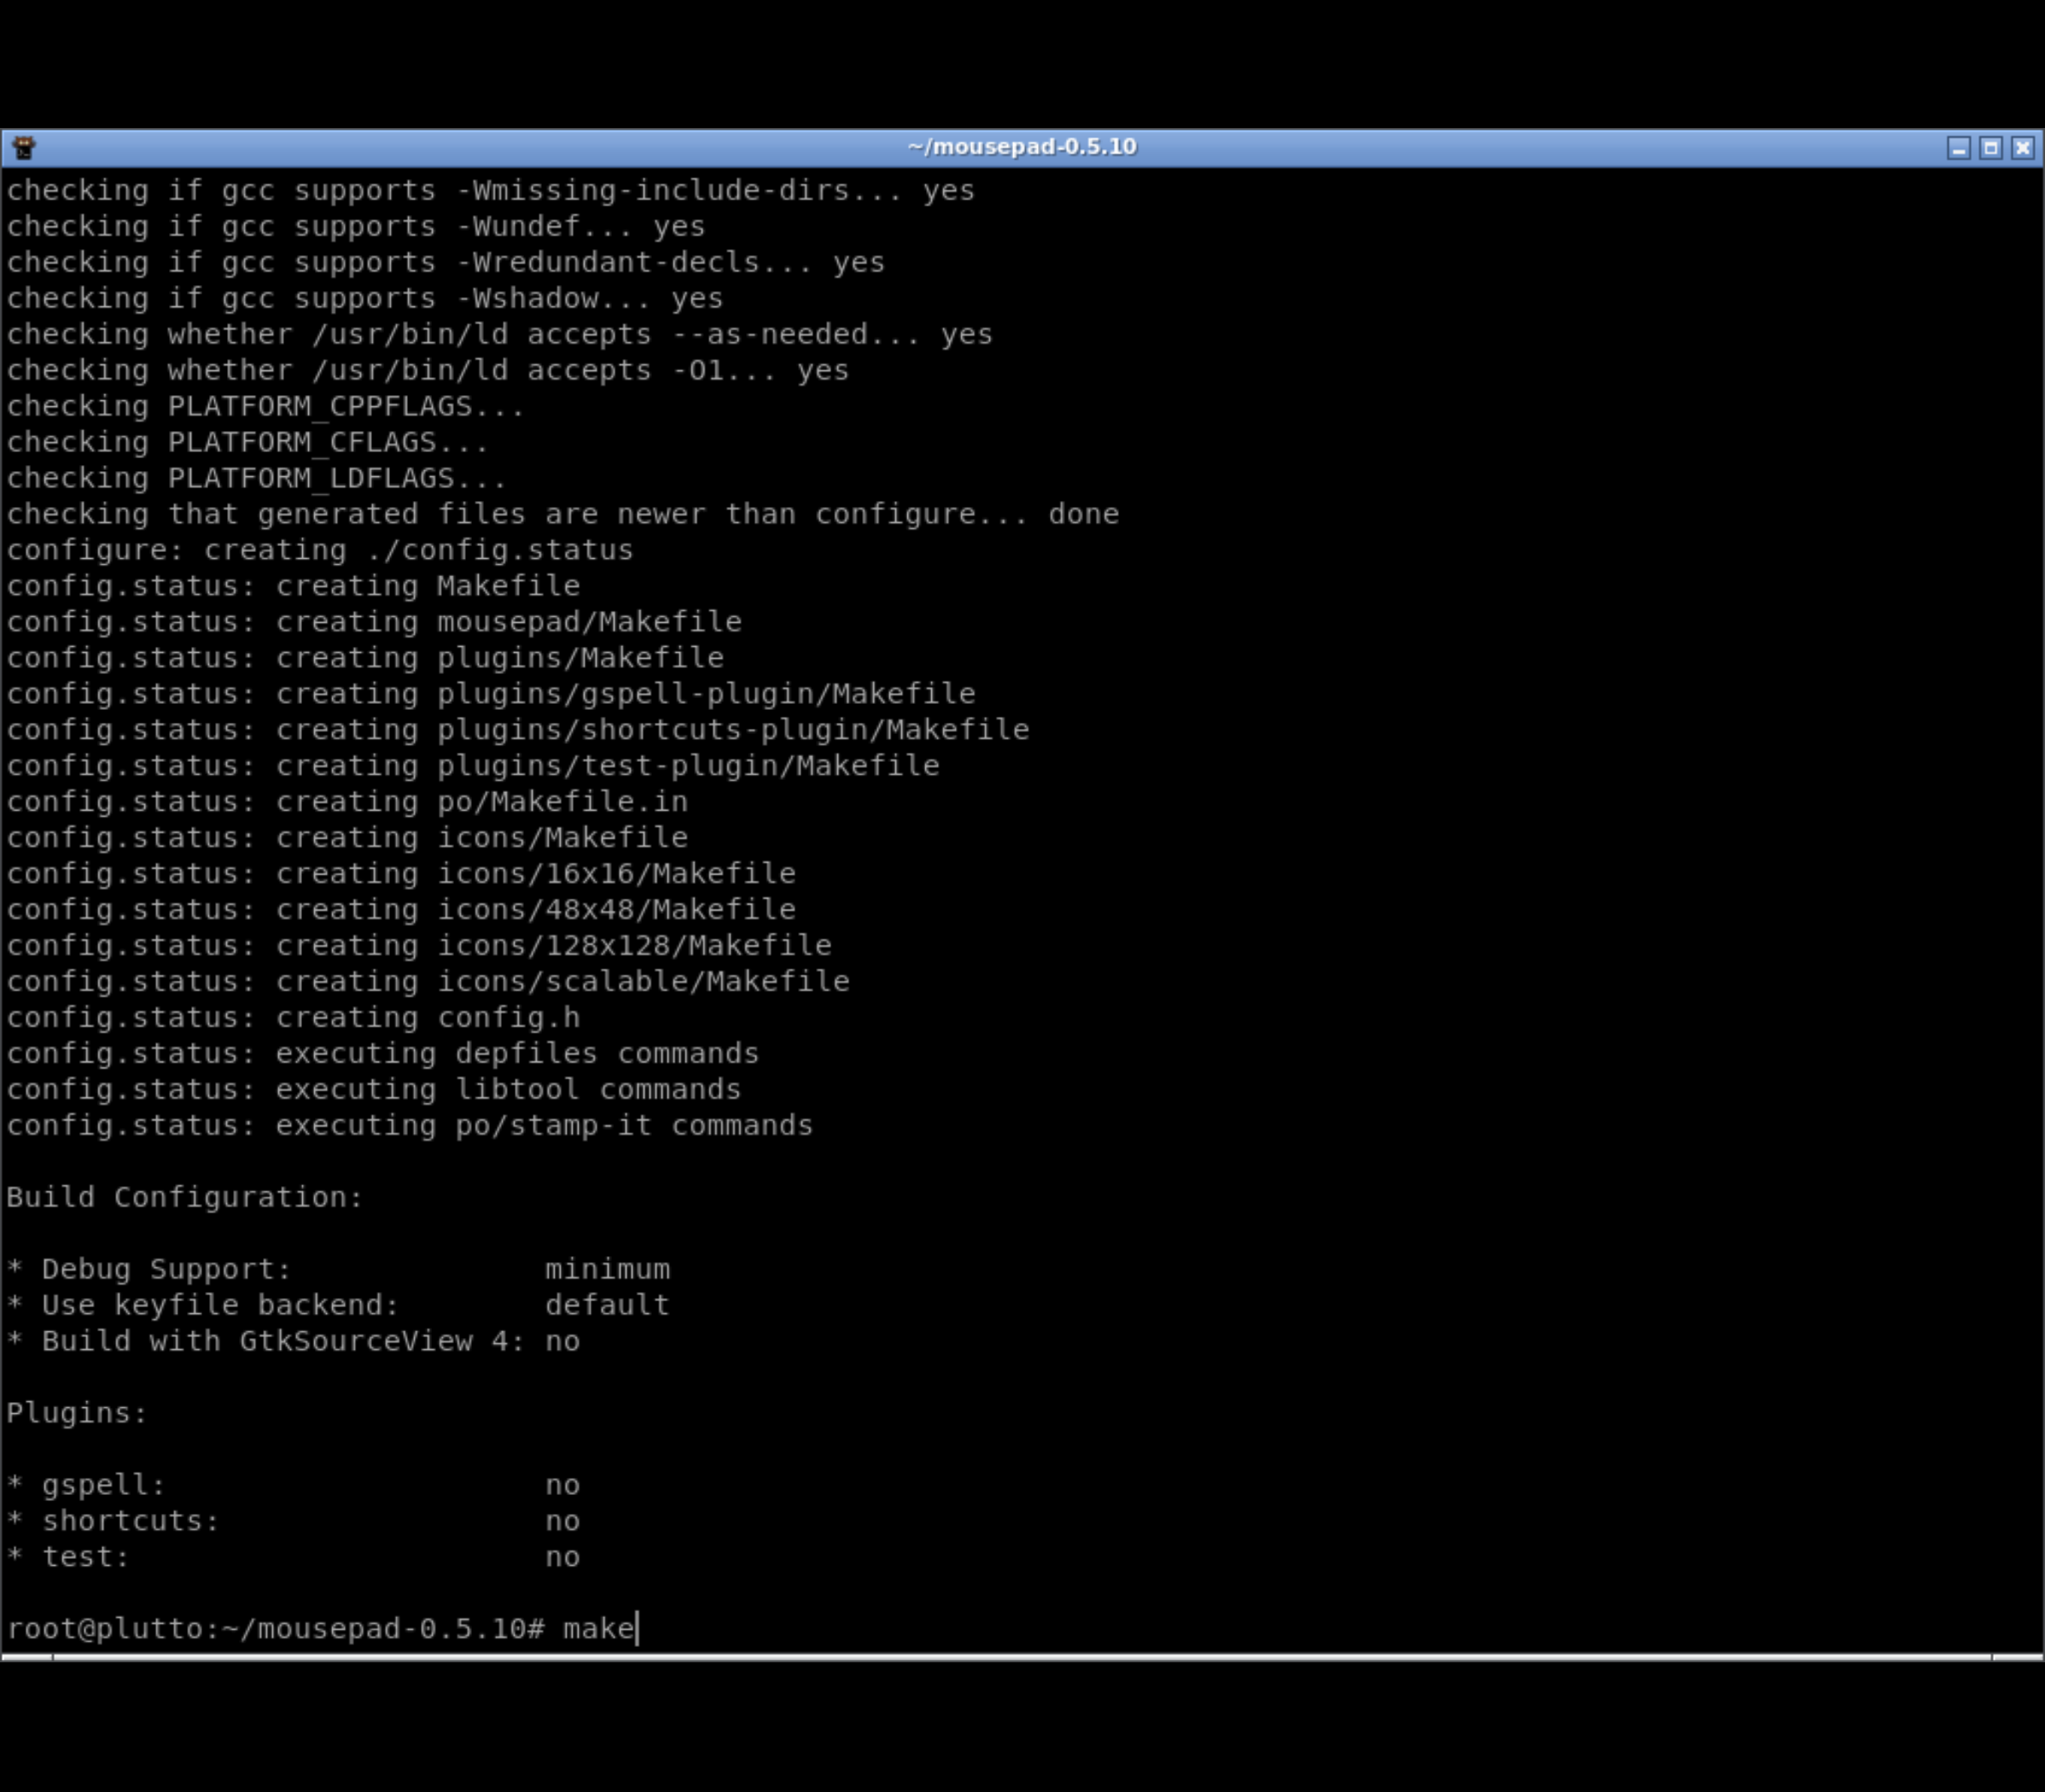 ~/mousepad-0.5.10
checking if gcc supports -Wmissing-include-dirs... yes
checking if gcc supports -Wundef... yes
checking if gcc supports -Wredundant-decls... yes
checking if gcc supports -Wshadow... yes
checking whether /usr/bin/ld accepts --as-needed... yes
checking whether /usr/bin/ld accepts -O1... yes
checking PLATFORM_CPPFLAGS...
checking PLATFORM_CFLAGS...
checking PLATFORM_LDFLAGS...
checking that generated files are newer than configure... done
configure: creating ./config.status
config.status: creating Makefile
config.status: creating mousepad/Makefile
config.status: creating plugins/Makefile
config.status: creating plugins/gspell-plugin/Makefile
config.status: creating plugins/shortcuts-plugin/Makefile
config.status: creating plugins/test-plugin/Makefile
config.status: creating po/Makefile.in
config.status: creating icons/Makefile
config.status: creating icons/16x16/Makefile
config.status: creating icons/48x48/Makefile
config.status: creating icons/128x128/Makefile
config.status: creating icons/scalable/Makefile
config.status: creating config.h
config.status: executing depfiles commands
config.status: executing libtool commands
config.status: executing po/stamp-it commands
Build Configuration:
* Debug Support:              minimum
* Use keyfile backend:        default
* Build with GtkSourceView 4: no
Plugins:
* gspell:                     no
* shortcuts:                  no
* test:                       no
root@plutto:~/mousepad-0.5.10# make